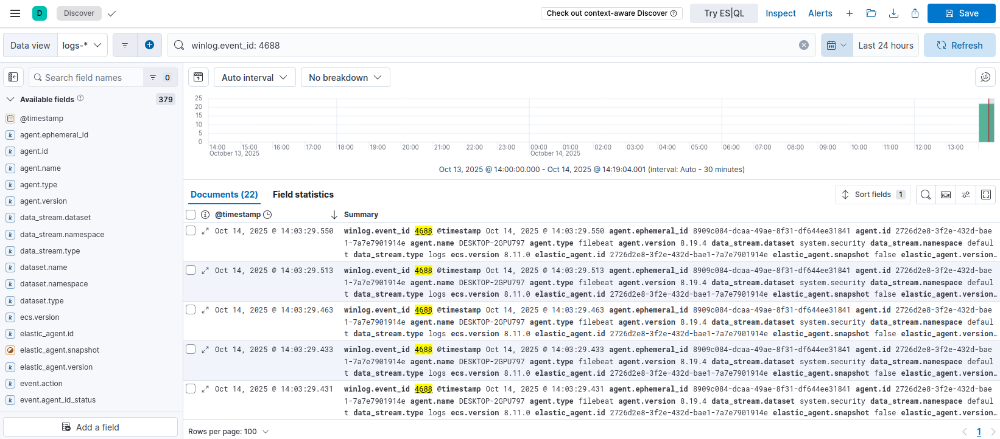 D Discover Check out context-aware Discover Try ES|QL Inspect Alerts Save
Data view logs-* winlog.event_id: 4688 Last 24 hours Refresh
Search field names 0 Auto interval No breakdown
Available fields 379
@timestamp
agent.ephemeral_id
agent.id
agent.name
agent.type
agent.version
data_stream.dataset
data_stream.namespace
data_stream.type
dataset.name
dataset.namespace
dataset.type
ecs.version
elastic_agent.id
elastic_agent.snapshot
elastic_agent.version
event.action
event.agent_id_status
Add a field
25
20
15
10
5
0
14:00 15:00 16:00 17:00 18:00 19:00 20:00 21:00 22:00 23:00 00:00 01:00 02:00 03:00 04:00 05:00 06:00 07:00 08:00 09:00 10:00 11:00 12:00 13:00
October 13, 2025 October 14, 2025
Oct 13, 2025 @ 14:00:00.000 - Oct 14, 2025 @ 14:19:04.001 (interval: Auto - 30 minutes)
Documents (22) Field statistics Sort fields 1
@timestamp Summary
Oct 14, 2025 @ 14:03:29.550 winlog.event_id 4688 @timestamp Oct 14, 2025 @ 14:03:29.550 agent.ephemeral_id 8909c084-dcaa-49ae-8f31-df644ee31841 agent.id 2726d2e8-3f2e-432d-bae
1-7a7e7901914e agent.name DESKTOP-2GPU797 agent.type filebeat agent.version 8.19.4 data_stream.dataset system.security data_stream.namespace defaul
t data_stream.type logs ecs.version 8.11.0 elastic_agent.id 2726d2e8-3f2e-432d-bae1-7a7e7901914e elastic_agent.snapshot false elastic_agent.version…
Oct 14, 2025 @ 14:03:29.513 winlog.event_id 4688 @timestamp Oct 14, 2025 @ 14:03:29.513 agent.ephemeral_id 8909c084-dcaa-49ae-8f31-df644ee31841 agent.id 2726d2e8-3f2e-432d-bae
1-7a7e7901914e agent.name DESKTOP-2GPU797 agent.type filebeat agent.version 8.19.4 data_stream.dataset system.security data_stream.namespace defaul
t data_stream.type logs ecs.version 8.11.0 elastic_agent.id 2726d2e8-3f2e-432d-bae1-7a7e7901914e elastic_agent.snapshot false elastic_agent.version…
Oct 14, 2025 @ 14:03:29.463 winlog.event_id 4688 @timestamp Oct 14, 2025 @ 14:03:29.463 agent.ephemeral_id 8909c084-dcaa-49ae-8f31-df644ee31841 agent.id 2726d2e8-3f2e-432d-bae
1-7a7e7901914e agent.name DESKTOP-2GPU797 agent.type filebeat agent.version 8.19.4 data_stream.dataset system.security data_stream.namespace defaul
t data_stream.type logs ecs.version 8.11.0 elastic_agent.id 2726d2e8-3f2e-432d-bae1-7a7e7901914e elastic_agent.snapshot false elastic_agent.version…
Oct 14, 2025 @ 14:03:29.433 winlog.event_id 4688 @timestamp Oct 14, 2025 @ 14:03:29.433 agent.ephemeral_id 8909c084-dcaa-49ae-8f31-df644ee31841 agent.id 2726d2e8-3f2e-432d-bae
1-7a7e7901914e agent.name DESKTOP-2GPU797 agent.type filebeat agent.version 8.19.4 data_stream.dataset system.security data_stream.namespace defaul
t data_stream.type logs ecs.version 8.11.0 elastic_agent.id 2726d2e8-3f2e-432d-bae1-7a7e7901914e elastic_agent.snapshot false elastic_agent.version…
Oct 14, 2025 @ 14:03:29.431 winlog.event_id 4688 @timestamp Oct 14, 2025 @ 14:03:29.431 agent.ephemeral_id 8909c084-dcaa-49ae-8f31-df644ee31841 agent.id 2726d2e8-3f2e-432d-bae
1-7a7e7901914e agent.name DESKTOP-2GPU797 agent.type filebeat agent.version 8.19.4 data_stream.dataset system.security data_stream.namespace defaul
t data_stream.type logs ecs.version 8.11.0 elastic_agent.id 2726d2e8-3f2e-432d-bae1-7a7e7901914e elastic_agent.snapshot false elastic_agent.version…
Rows per page: 100 1